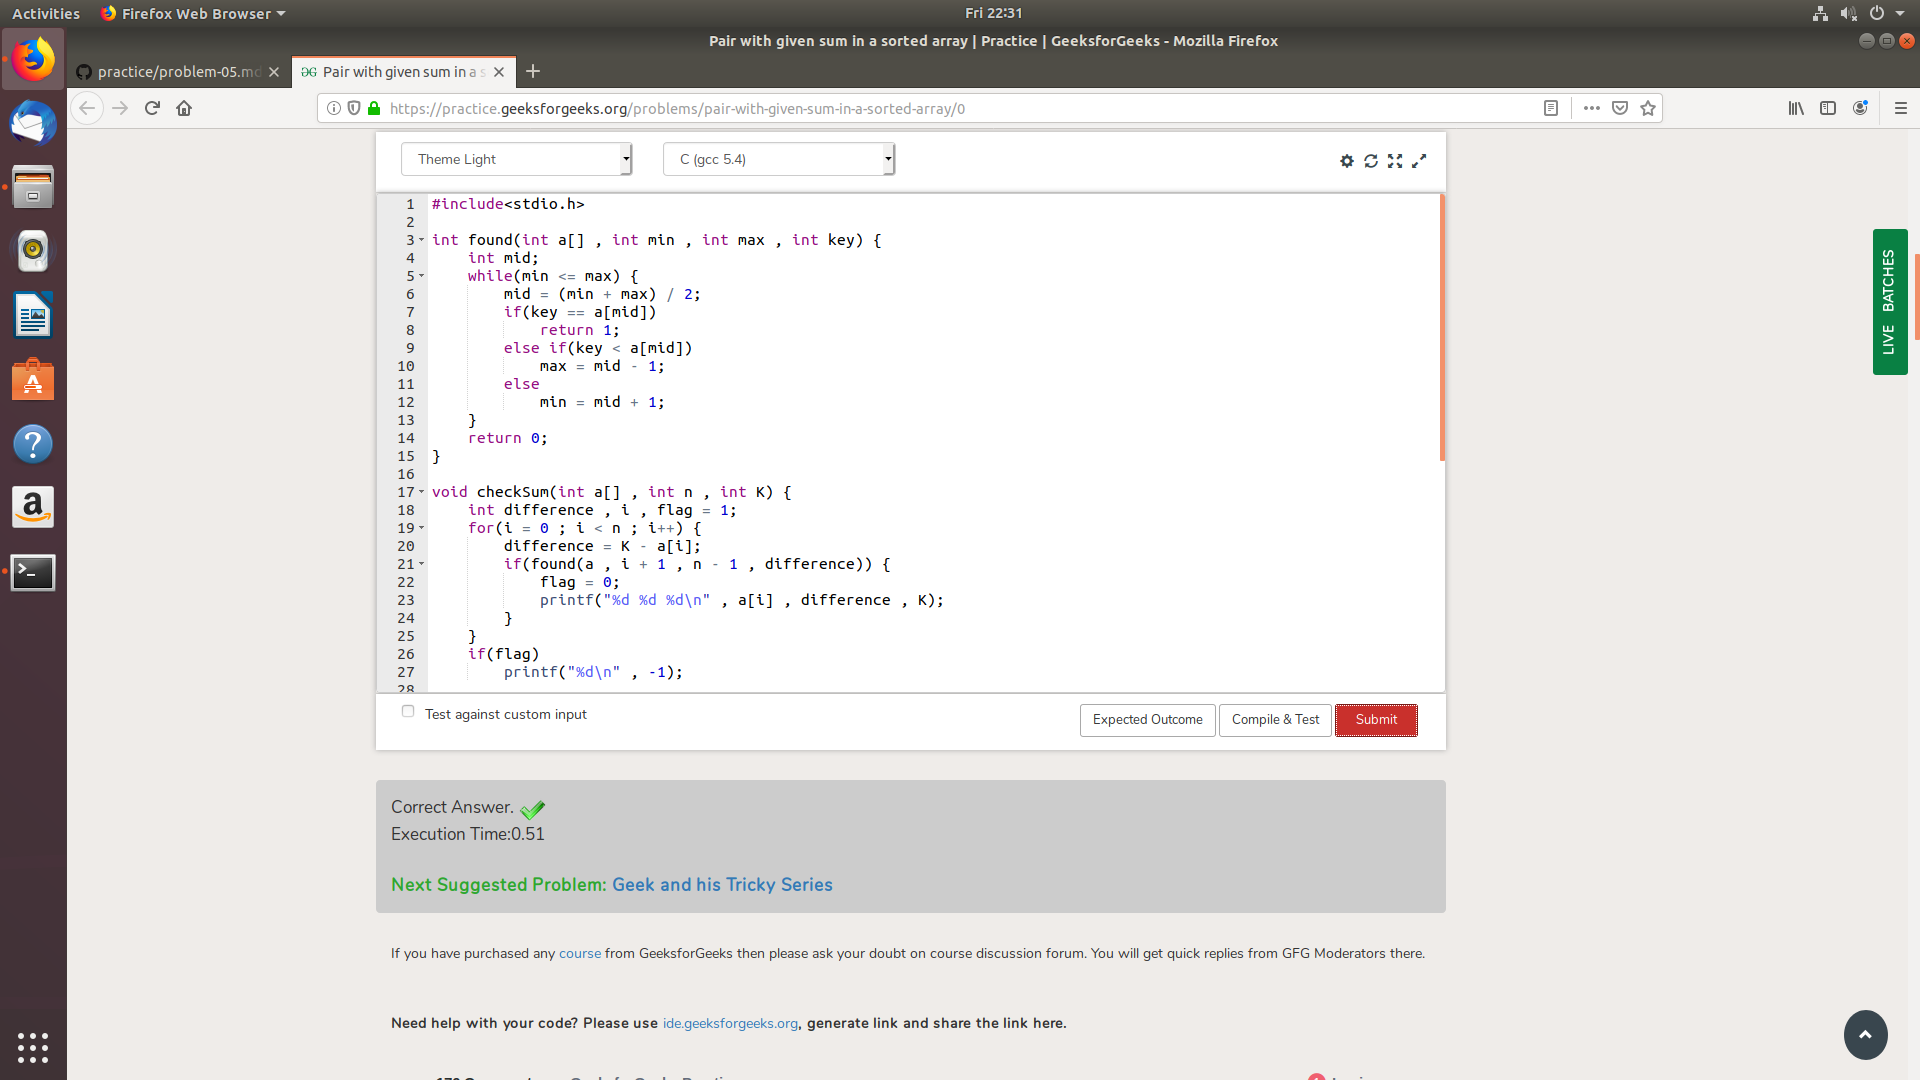 Activities Firefox Web Browser Fri 22:31
Pair with given sum in a sorted array | Practice | GeeksforGeeks - Mozilla Firefox
practice/problem-05.md Pair with given sum in a s
https://practice.geeksforgeeks.org/problems/pair-with-given-sum-in-a-sorted-array/0
Theme Light C (gcc 5.4)
1 #include<stdio.h>
2
3 int found(int a[] , int min , int max , int key) {
4 int mid;
5 while(min <= max) {
6 mid = (min + max) / 2;
7 if(key == a[mid])
8 return 1;
9 else if(key < a[mid])
10 max = mid - 1;
11 else
12 min = mid + 1;
13 }
14 return 0;
15 }
16
17 void checkSum(int a[] , int n , int K) {
18 int difference , i , flag = 1;
19 for(i = 0 ; i < n ; i++) {
20 difference = K - a[i];
21 if(found(a , i + 1 , n - 1 , difference)) {
22 flag = 0;
23 printf("%d %d %d\n" , a[i] , difference , K);
24 }
25 }
26 if(flag)
27 printf("%d\n" , -1);
28
LIVE BATCHES
Test against custom input Expected Outcome Compile & Test Submit
Correct Answer.
Execution Time:0.51
Next Suggested Problem: Geek and his Tricky Series
If you have purchased any course from GeeksforGeeks then please ask your doubt on course discussion forum. You will get quick replies from GFG Moderators there.
Need help with your code? Please use ide.geeksforgeeks.org, generate link and share the link here.